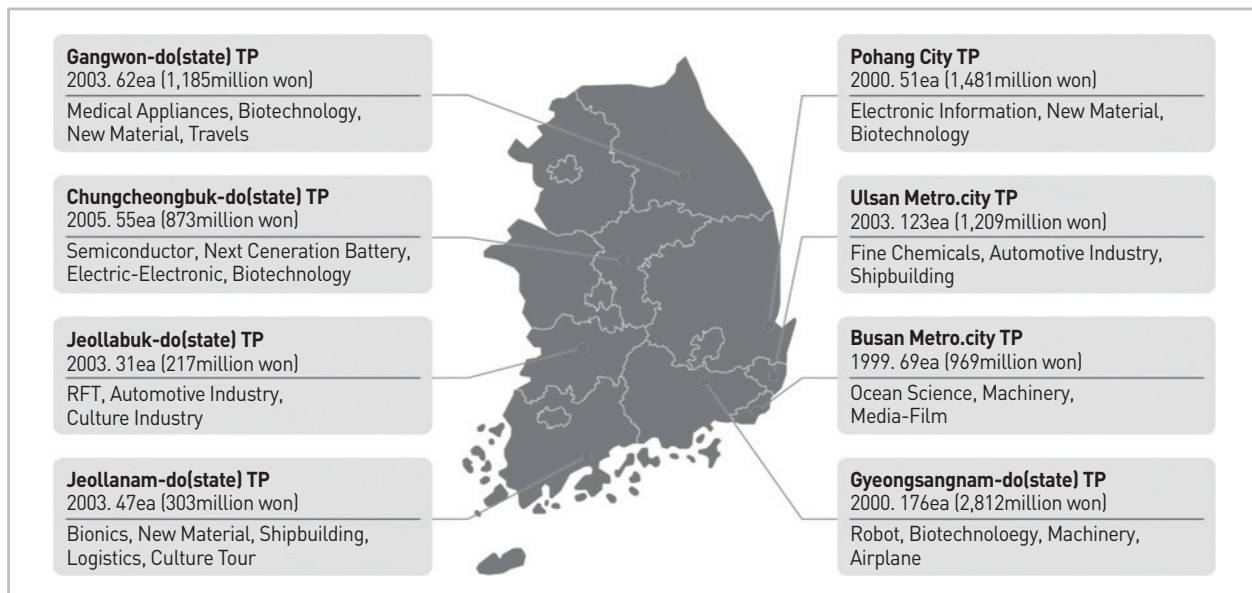 Gangwon-do(state) TP
2003. 62ea (1,185million won)
Medical Appliances, Biotechnology,
New Material, Travels
Chungcheongbuk-do(state) TP
2005. 55ea (873million won)
Semiconductor, Next Ceneration Battery,
Electric-Electronic, Biotechnology
Jeollabuk-do(state) TP
2003. 31ea (217million won)
RFT, Automotive Industry,
Culture Industry
Jeollanam-do(state) TP
2003. 47ea (303million won)
Bionics, New Material, Shipbuilding,
Logistics, Culture Tour
Pohang City TP
2000. 51ea (1,481million won)
Electronic Information, New Material,
Biotechnology
Ulsan Metro.city TP
2003. 123ea (1,209million won)
Fine Chemicals, Automotive Industry,
Shipbuilding
Busan Metro.city TP
1999. 69ea (969million won)
Ocean Science, Machinery,
Media-Film
Gyeongsangnam-do(state) TP
2000. 176ea (2,812million won)
Robot, Biotechnoloegy, Machinery,
Airplane